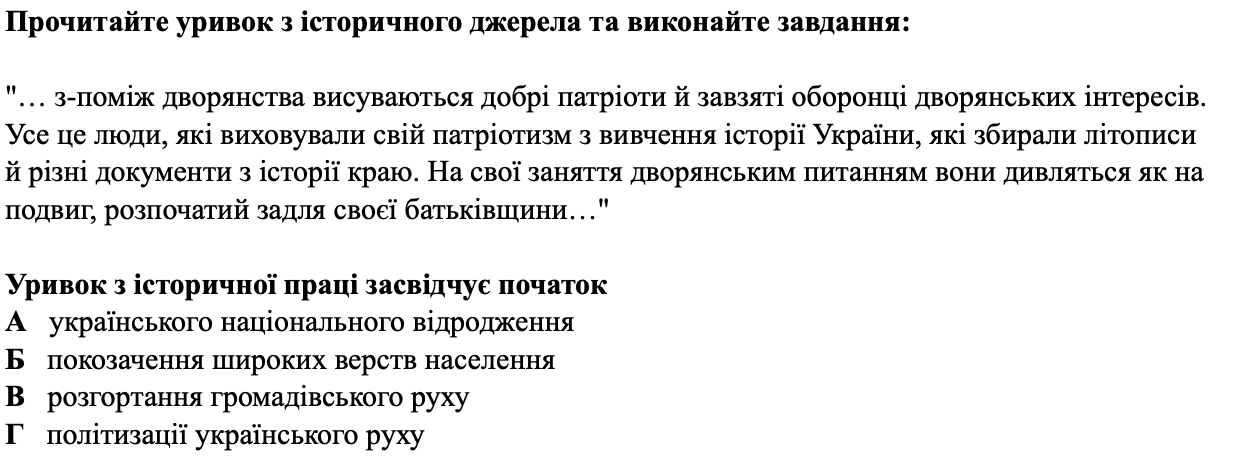 Прочитайте уривок з історичного джерела та виконайте завдання:
"… з-поміж дворянства висуваються добрі патріоти й завзяті оборонці дворянських інтересів.
Усе це люди, які виховували свій патріотизм з вивчення історії України, які збирали літописи
й різні документи з історії краю. На свої заняття дворянським питанням вони дивляться як на
подвиг, розпочатий задля своєї батьківщини…"
Уривок з історичної праці засвідчує початок
А українського національного відродження
Б покозачення широких верств населення
В розгортання громадівського руху
Г політизації українського руху